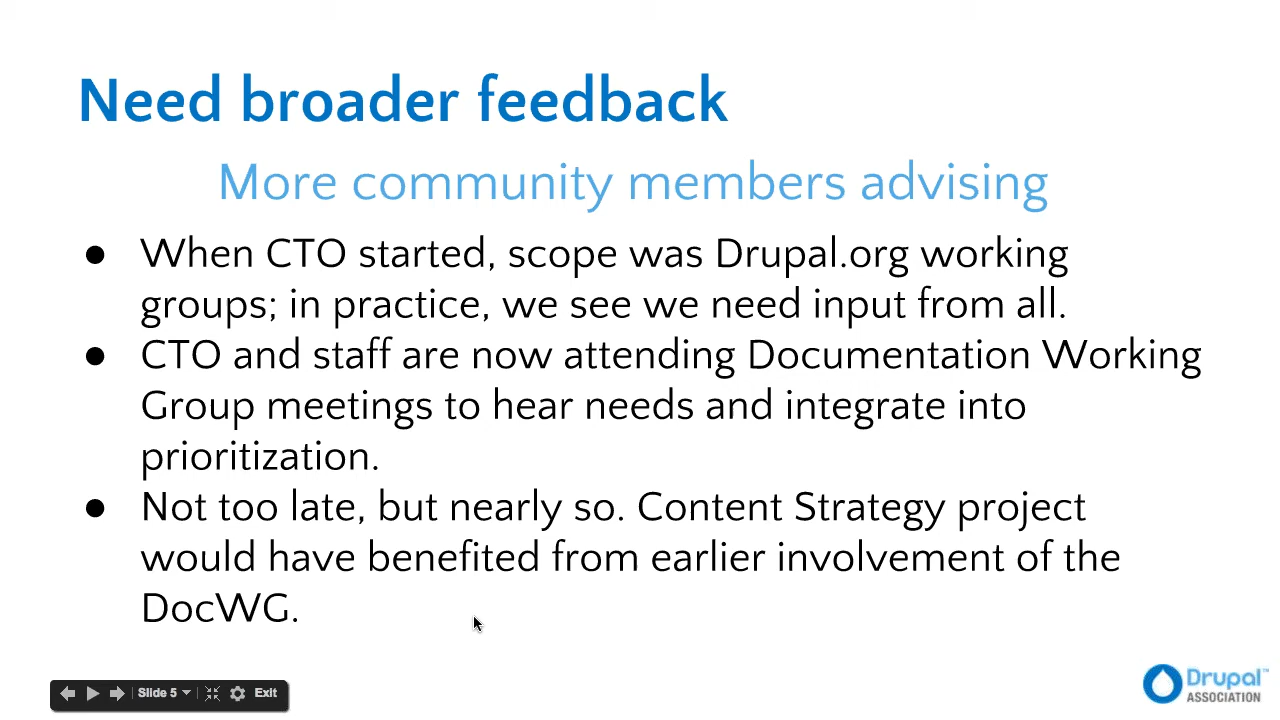 Need broader feedback
More community members advising
● When CTO started, scope was Drupal.org working
groups; in practice, we see we need input from all.
● CTO and staff are now attending Documentation Working
Group meetings to hear needs and integrate into
prioritization.
● Not too late, but nearly so. Content Strategy project
would have benefited from earlier involvement of the
DocWG.
Slide 5 Exit
Drupal™
ASSOCIATION